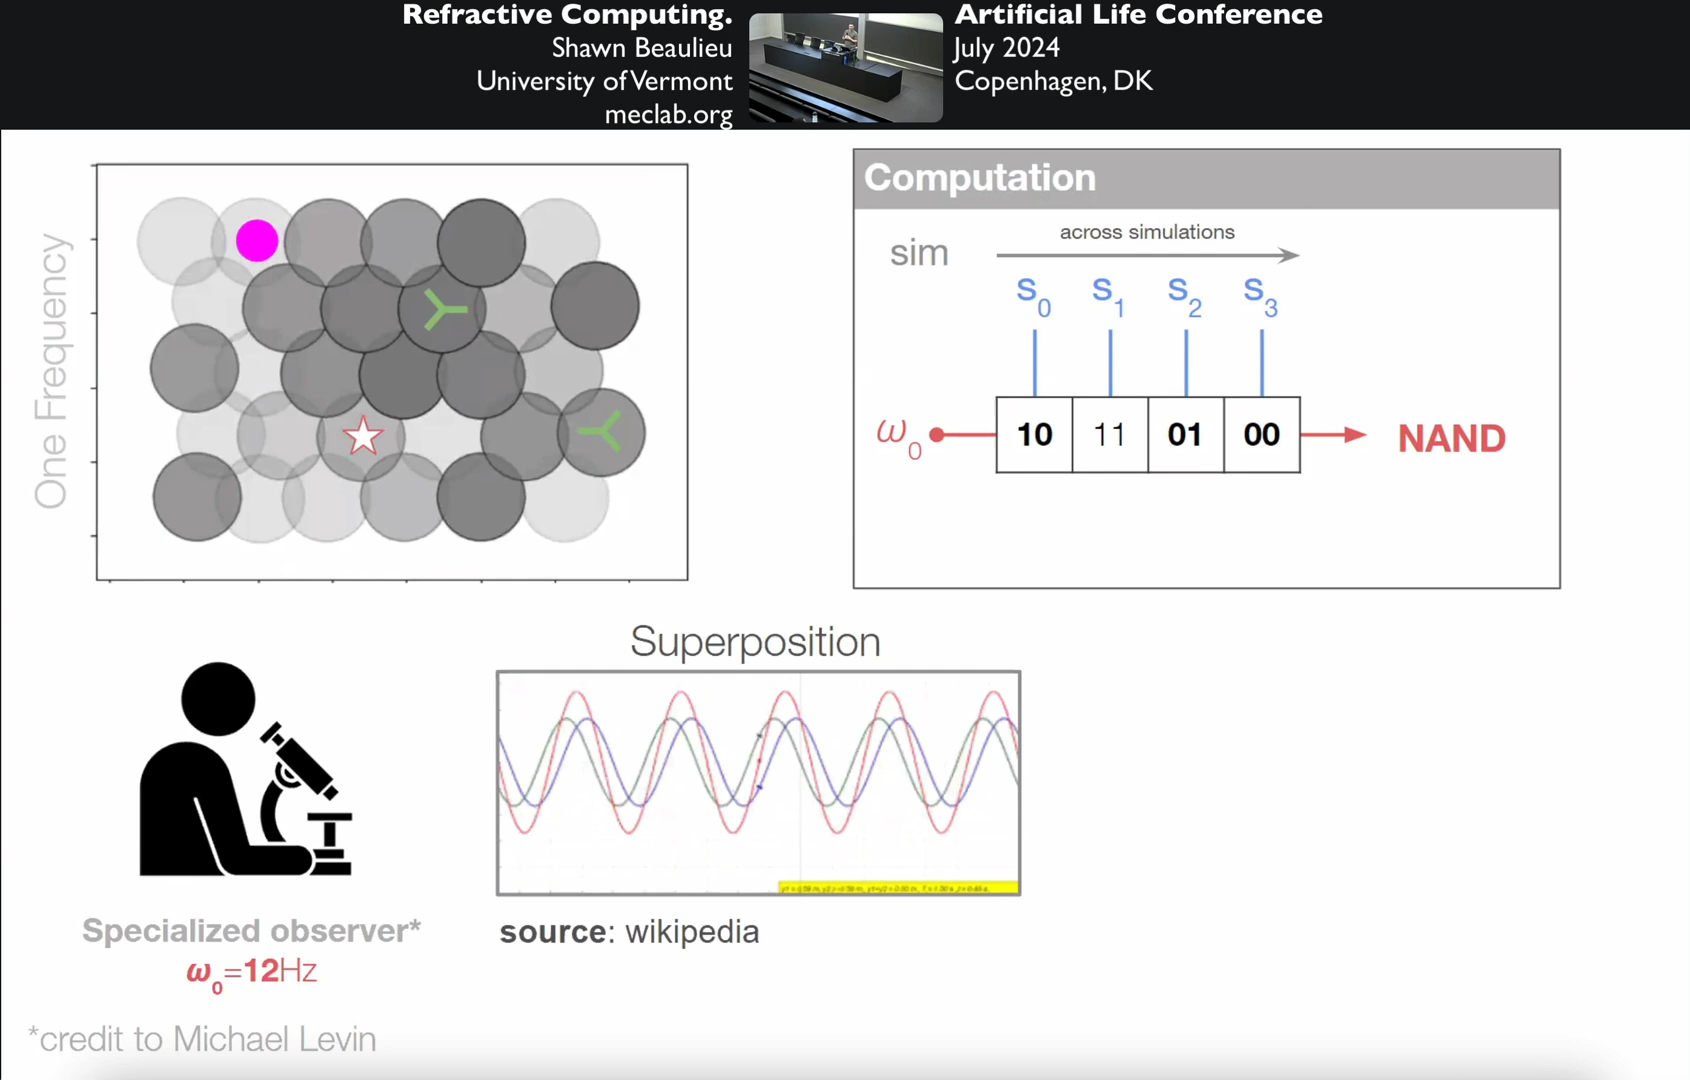 Refractive Computing.
Shawn Beaulieu
University of Vermont
meclab.org
Artificial Life Conference
July 2024
Copenhagen, DK
One Frequency
Computation
sim
across simulations
S0 S1 S2 S3
ω0 10 11 01 00 NAND
Superposition
source: wikipedia
Specialized observer*
ω0=12Hz
*credit to Michael Levin